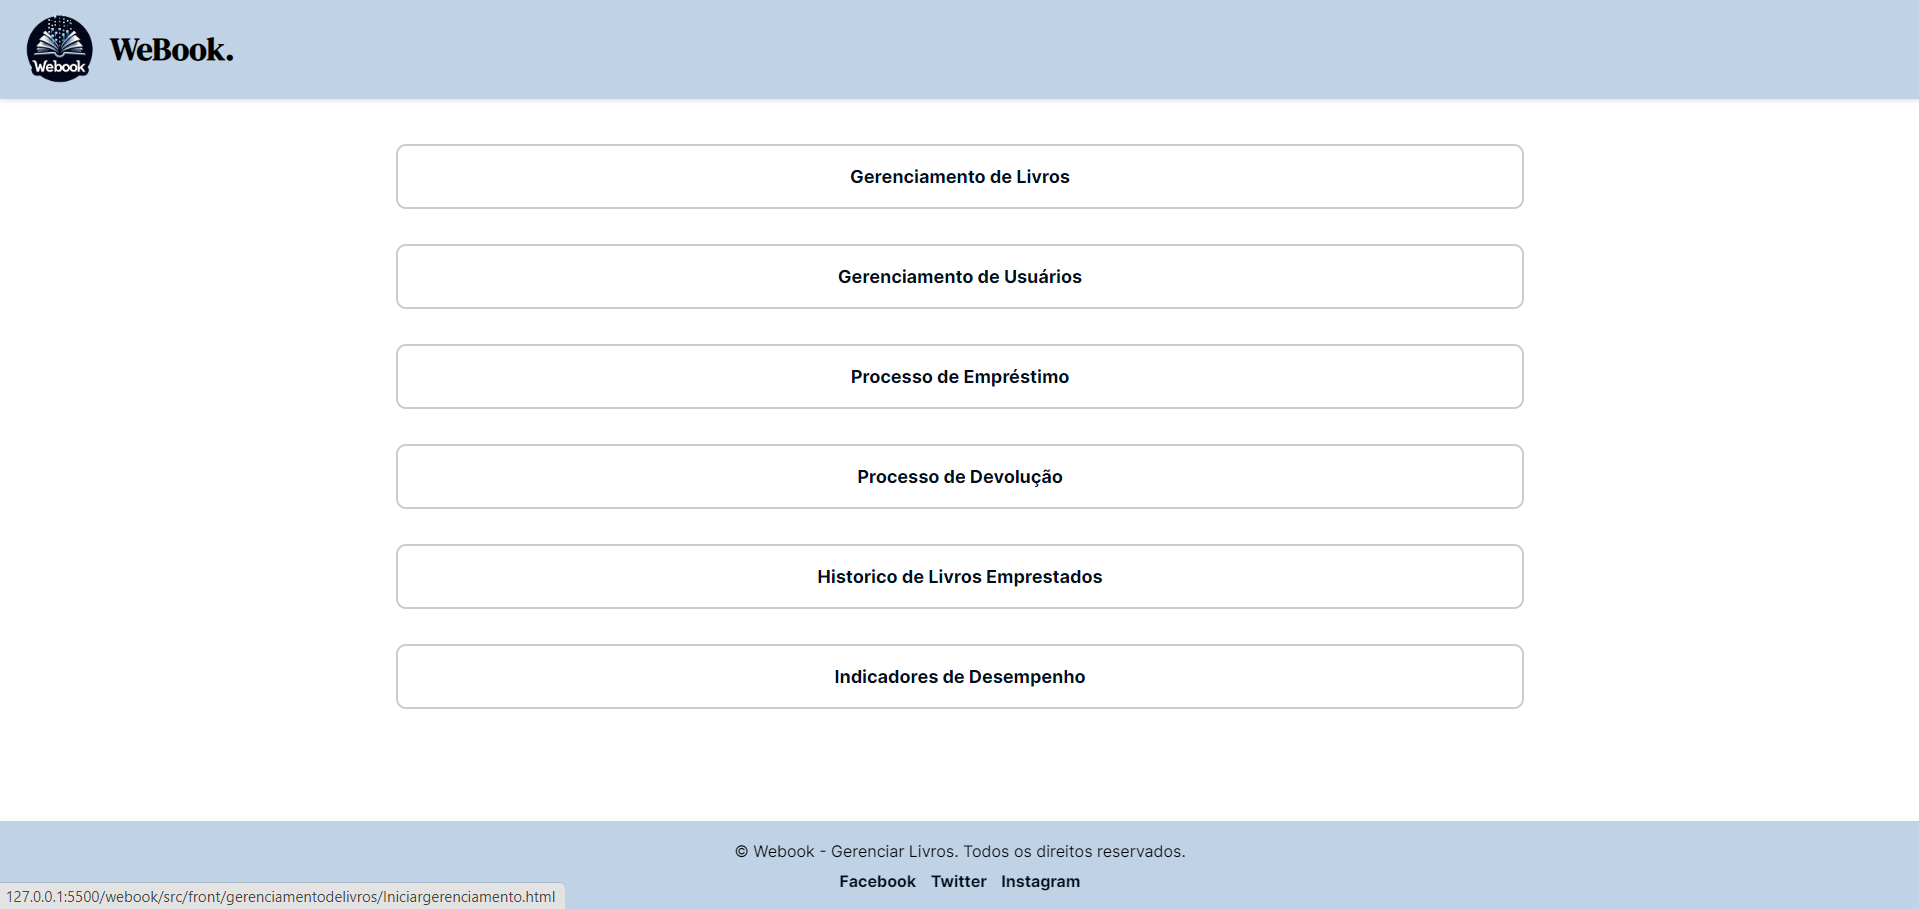 Webook
WeBook.
Gerenciamento de Livros
Gerenciamento de Usuários
Processo de Empréstimo
Processo de Devolução
Historico de Livros Emprestados
Indicadores de Desempenho
© Webook - Gerenciar Livros. Todos os direitos reservados.
Facebook Twitter Instagram
127.0.0.1:5500/webook/src/front/gerenciamentodelivros/Iniciargerenciamento.html